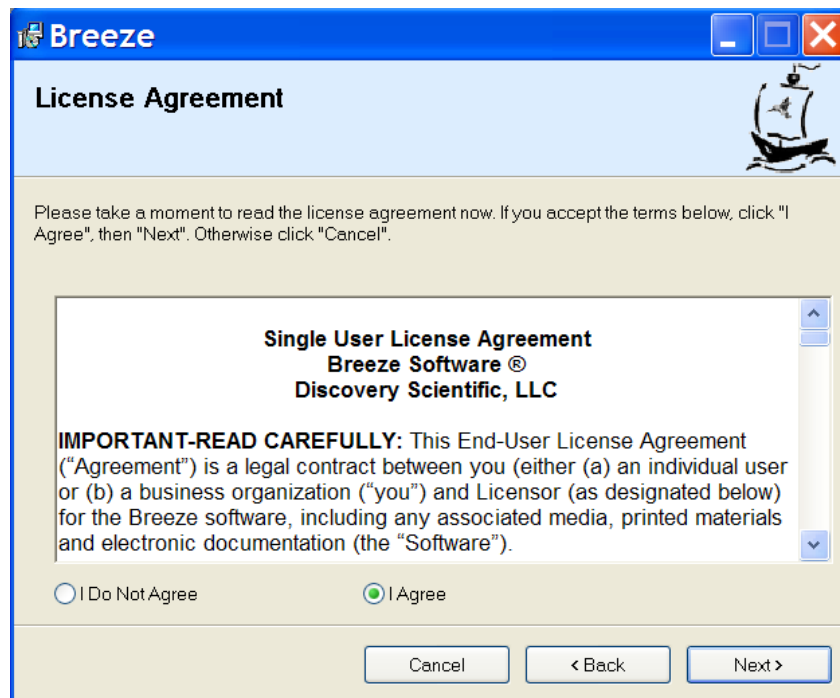 Breeze
License Agreement
Please take a moment to read the license agreement now. If you accept the terms below, click "I
Agree", then "Next". Otherwise click "Cancel".
Single User License Agreement
Breeze Software ®
Discovery Scientific, LLC
IMPORTANT-READ CAREFULLY: This End-User License Agreement
(“Agreement”) is a legal contract between you (either (a) an individual user
or (b) a business organization (“you”) and Licensor (as designated below)
for the Breeze software, including any associated media, printed materials
and electronic documentation (the “Software”).
I Do Not Agree
I Agree
Cancel
< Back
Next >